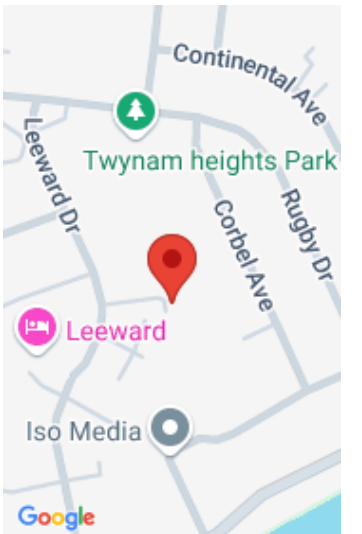 Continental Ave
Twynam heights Park
Leeward Dr
Corbel Ave
Rugby Dr
Leeward
Iso Media
Google